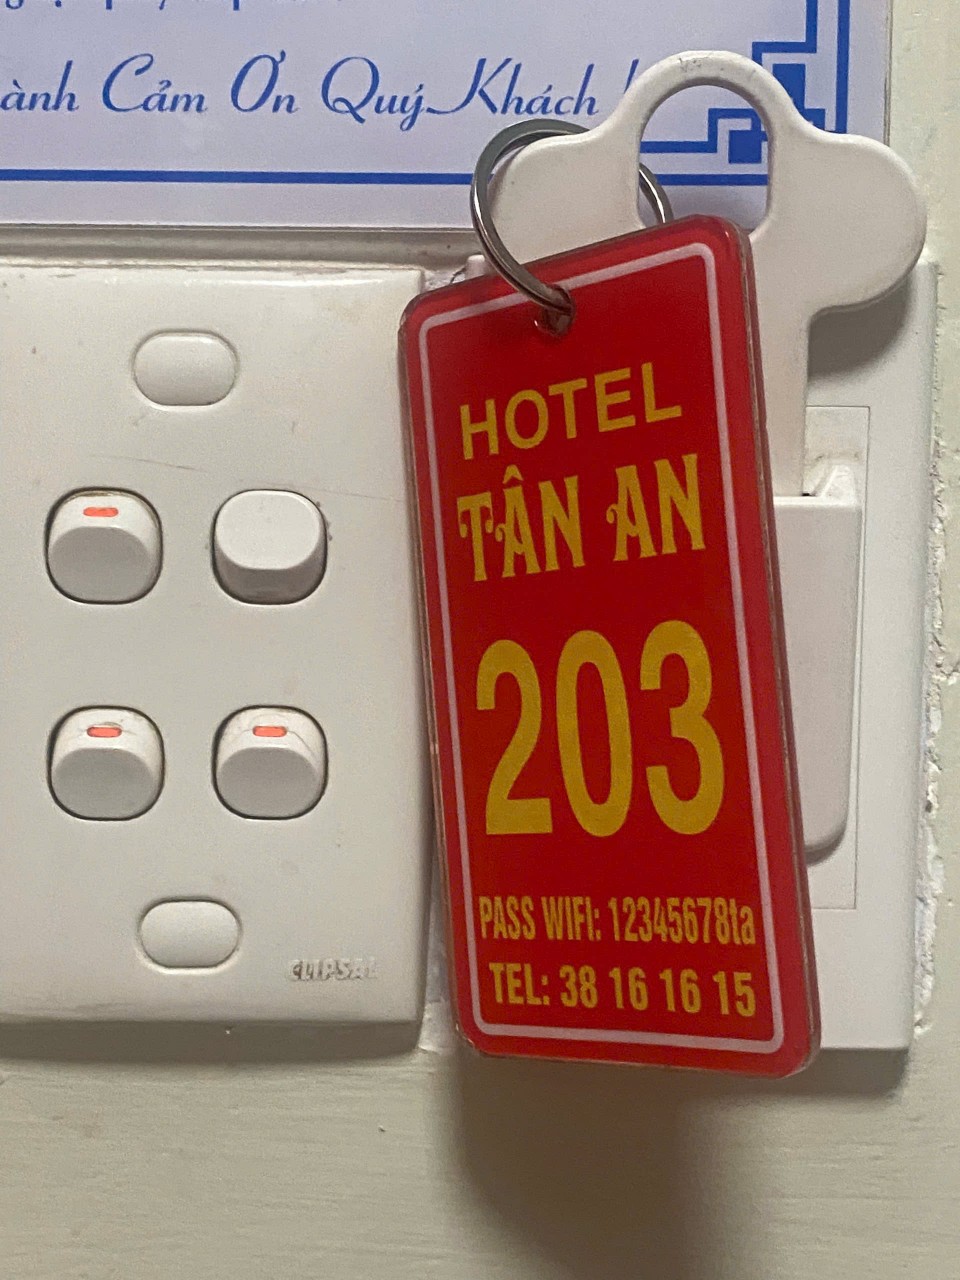 ành Cảm Ơn Quý Khách !
HOTEL
TÂN AN
203
PASS WIFI: 12345678ta
TEL: 38 16 16 15
CLIPSAL